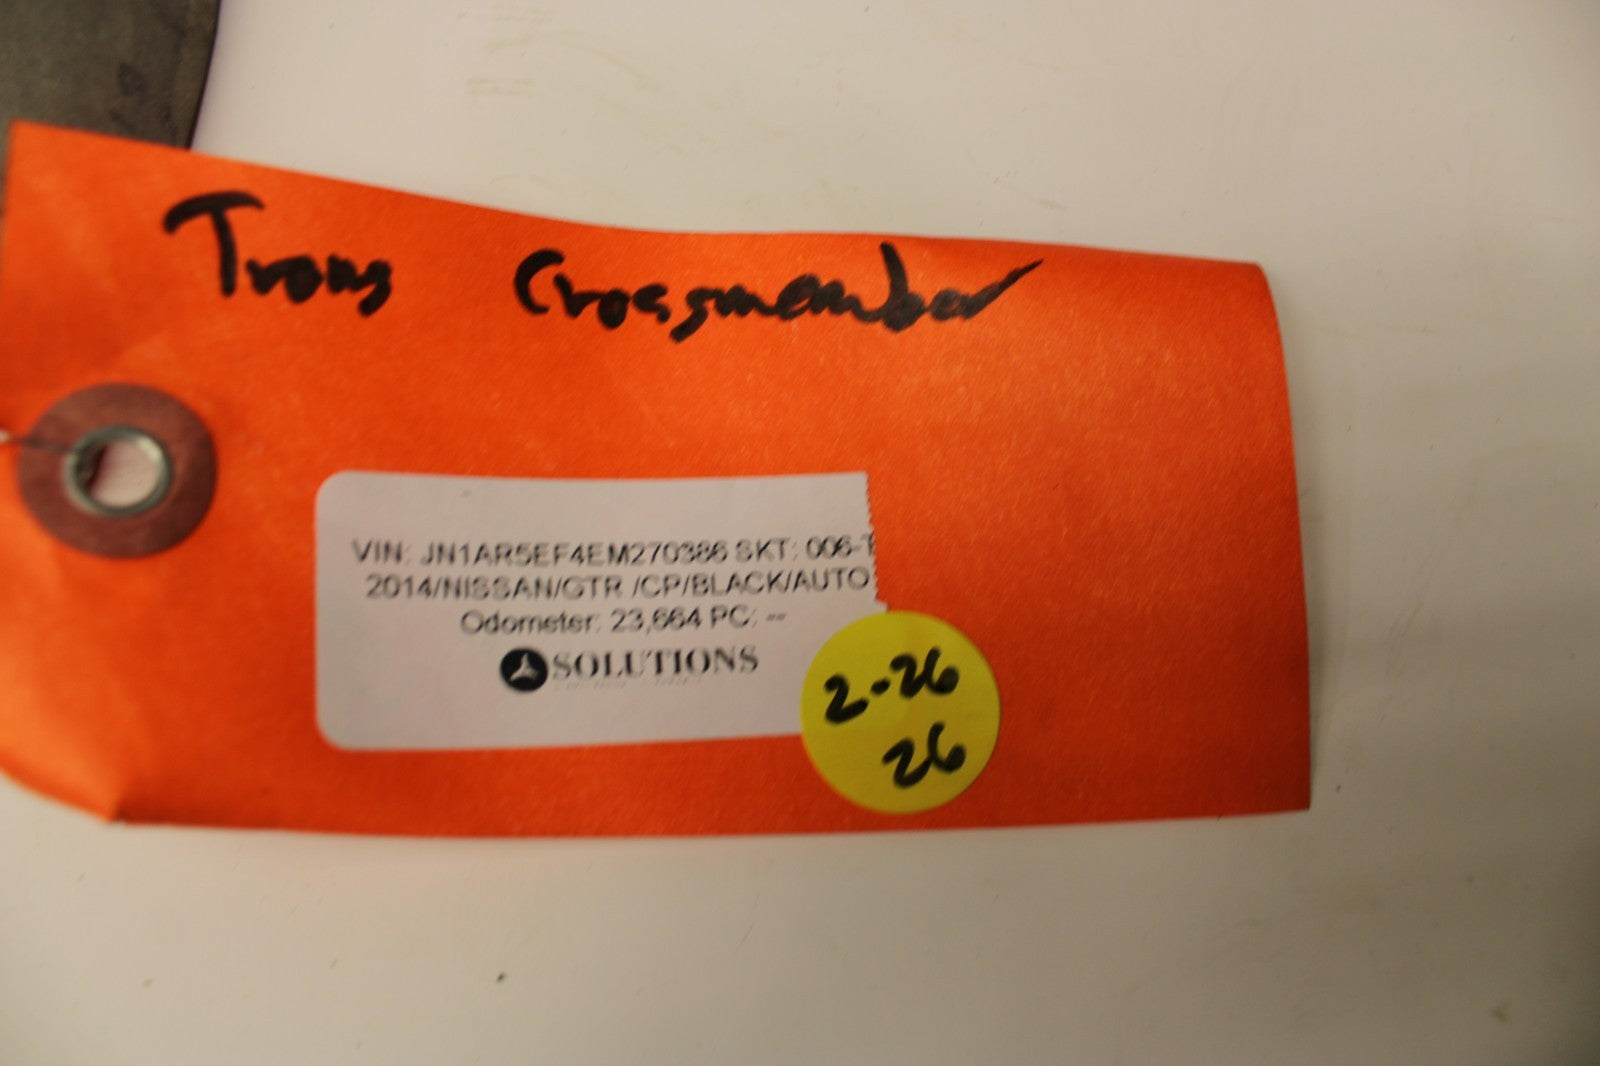 Trans Crossmember
VIN: JN1AR5EF4EM270386 SKT: 006-
2014/NISSAN/GTR /CP/BLACK/AUTO
Odometer: 23,664 PC: --
SOLUTIONS
2-26
26